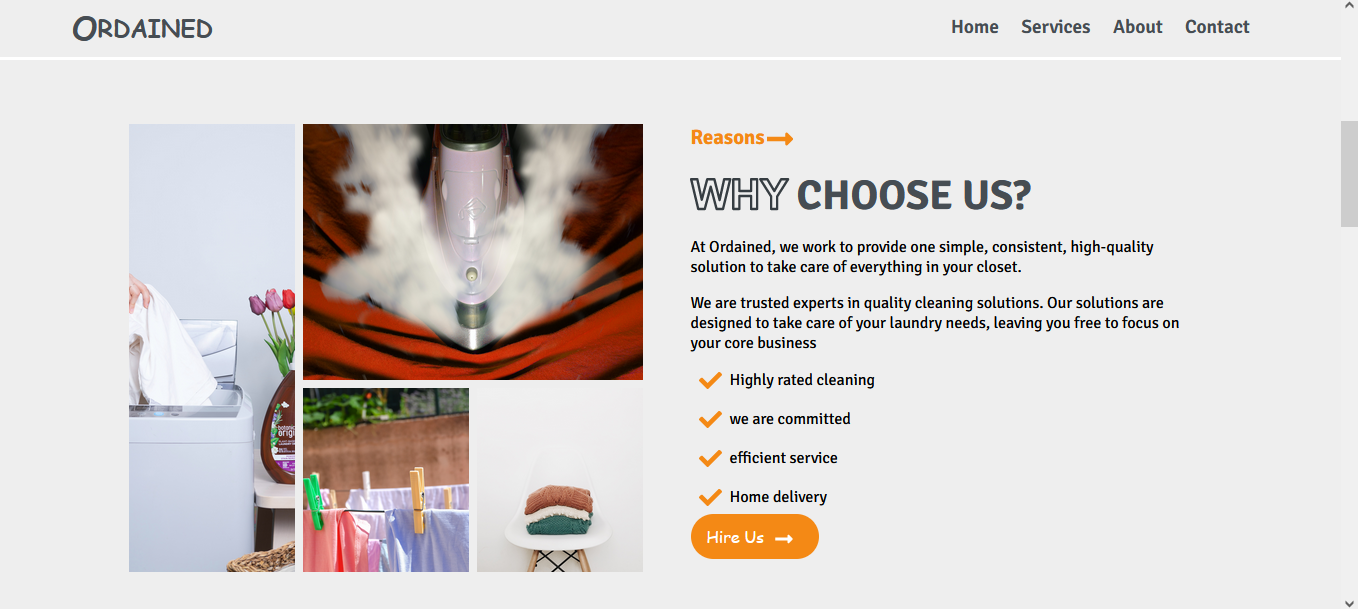 ORDAINED
Home Services About Contact
Reasons
WHY CHOOSE US?
At Ordained, we work to provide one simple, consistent, high-quality
solution to take care of everything in your closet.
We are trusted experts in quality cleaning solutions. Our solutions are
designed to take care of your laundry needs, leaving you free to focus on
your core business
Highly rated cleaning
we are committed
efficient service
Home delivery
Hire Us